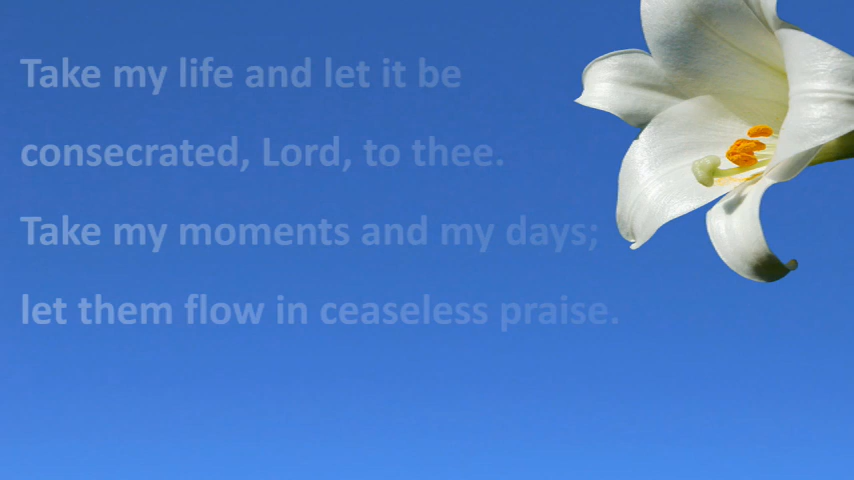 Take my life and let it be
consecrated, Lord, to thee.
Take my moments and my days;
let them flow in ceaseless praise.